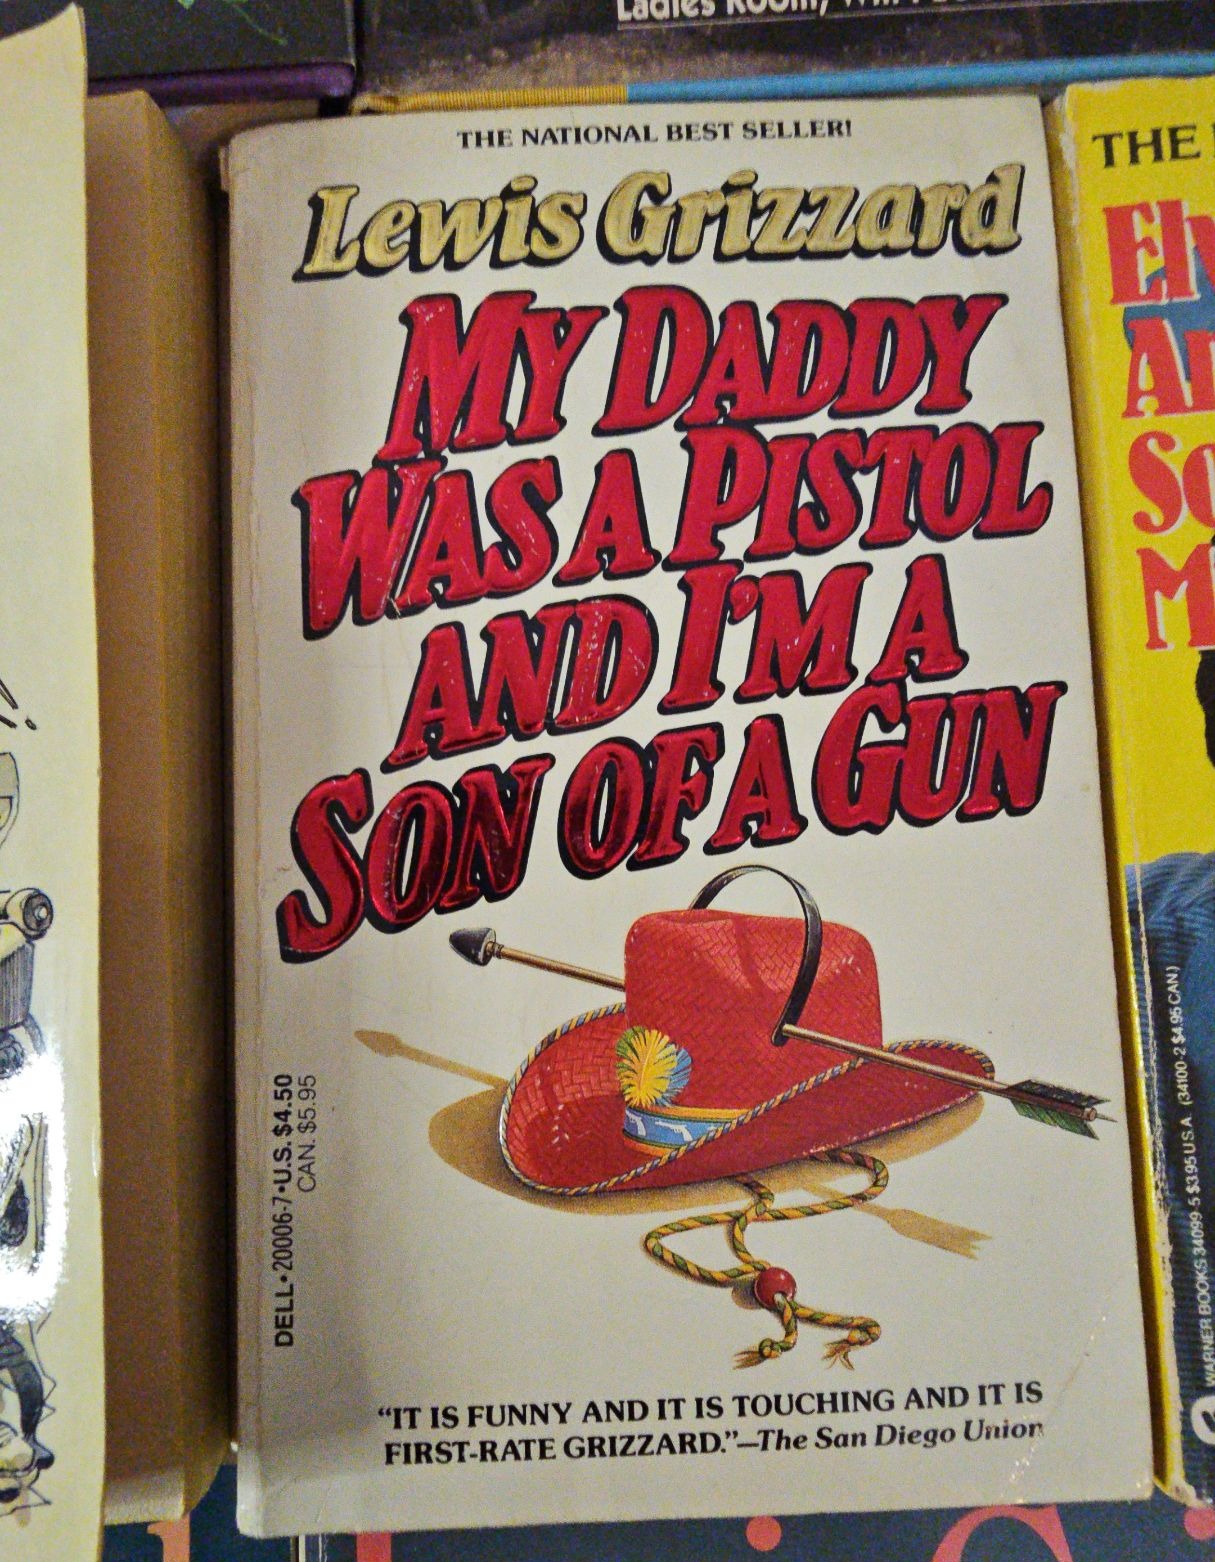 Ladies Room,
THE NATIONAL BEST SELLER!
Lewis Grizzard
MY DADDY
WAS A PISTOL
AND I'M A
SON OF A GUN
DELL•20006-7•U.S. $4.50
CAN. $5.95
"IT IS FUNNY AND IT IS TOUCHING AND IT IS
FIRST-RATE GRIZZARD."—The San Diego Union
THE
WARNER BOOKS 34099-5 $3.95 U.S.A. (34100-2 $4.95 CAN)